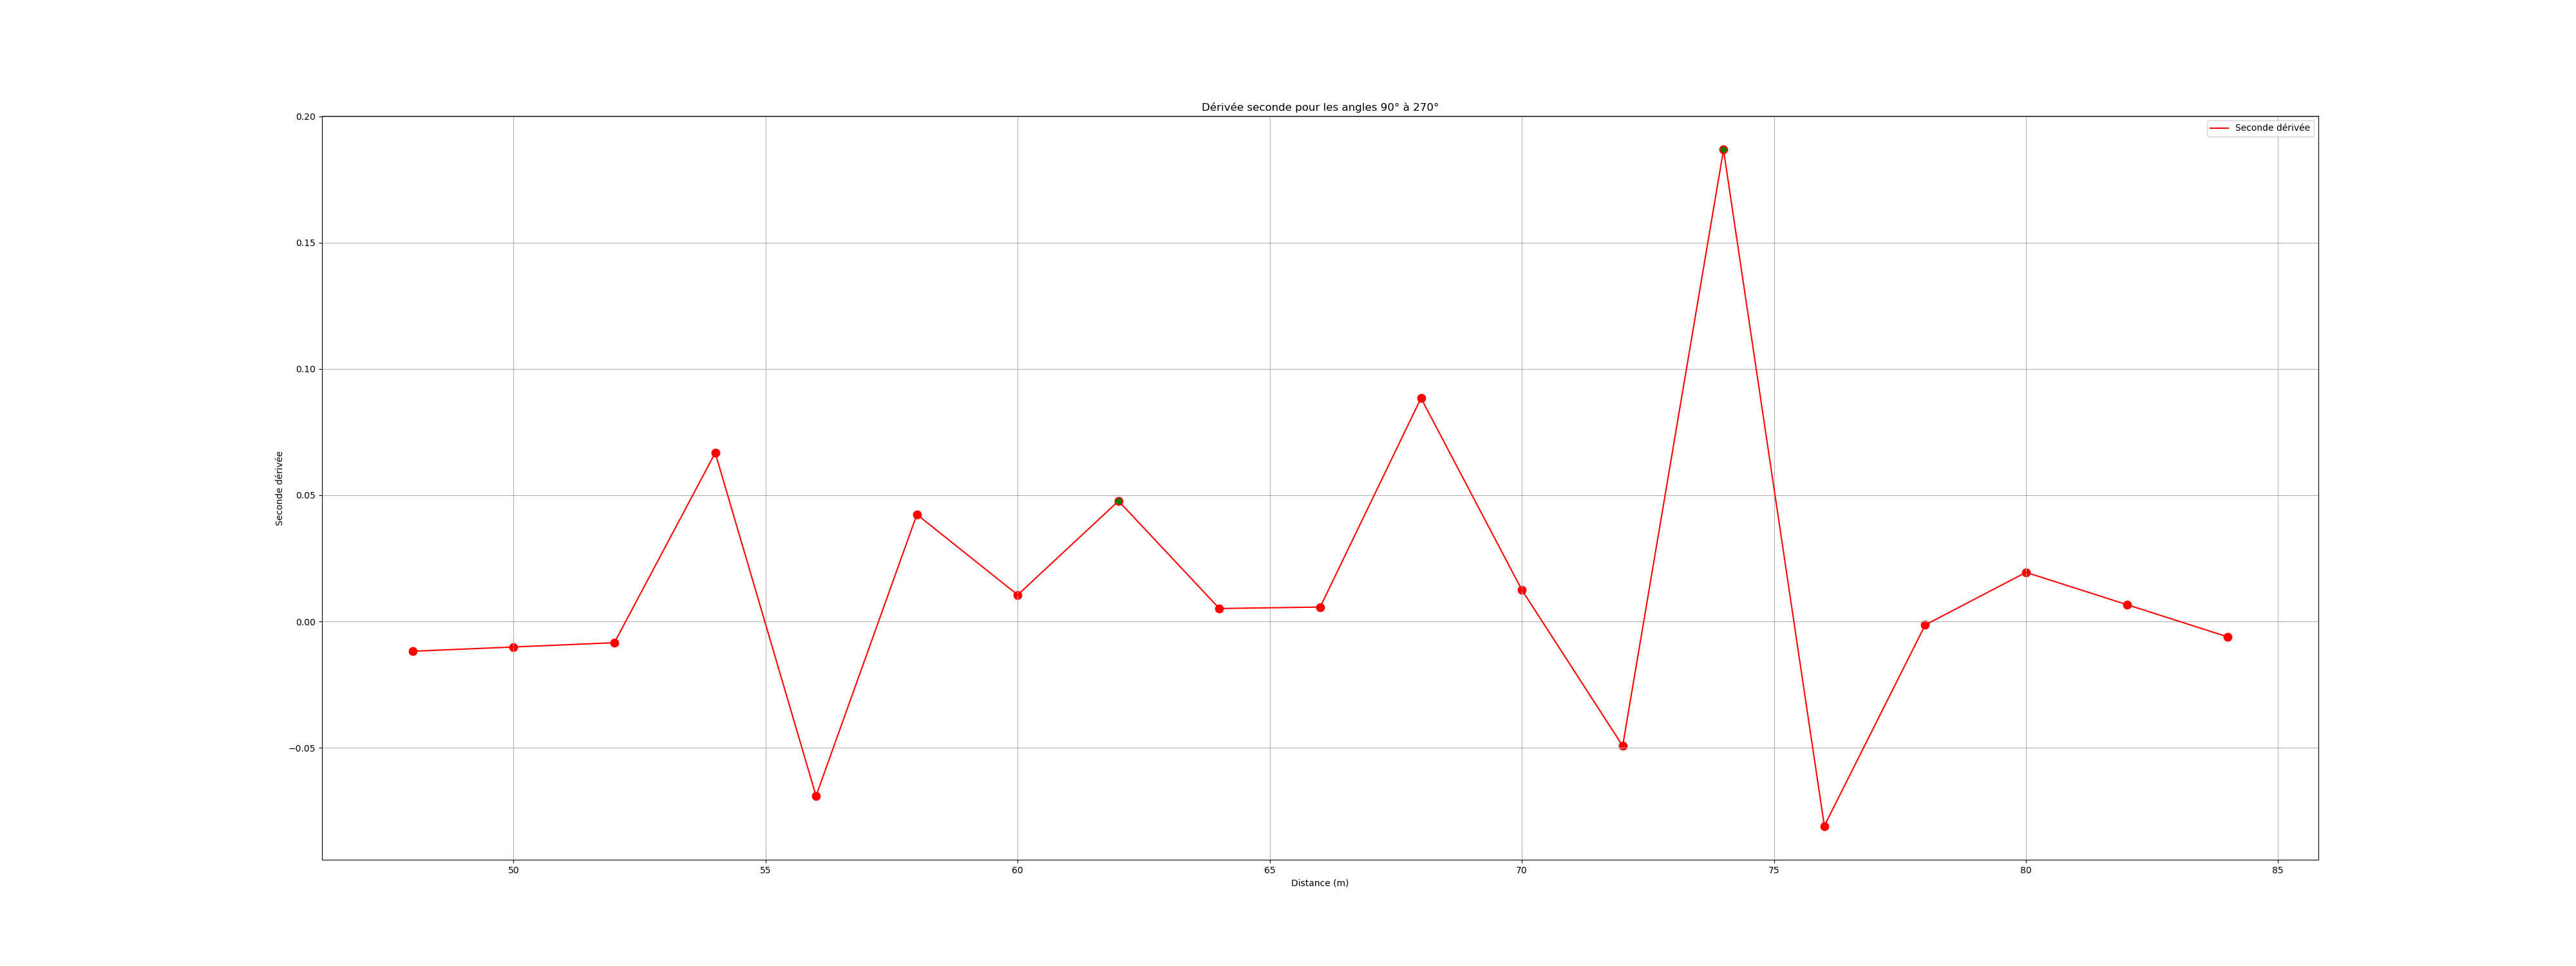 Dérivée seconde pour les angles 90° à 270°
Seconde dérivée
0.20
0.15
0.10
0.05
0.00
−0.05
Seconde dérivée
50 55 60 65 70 75 80 85
Distance (m)